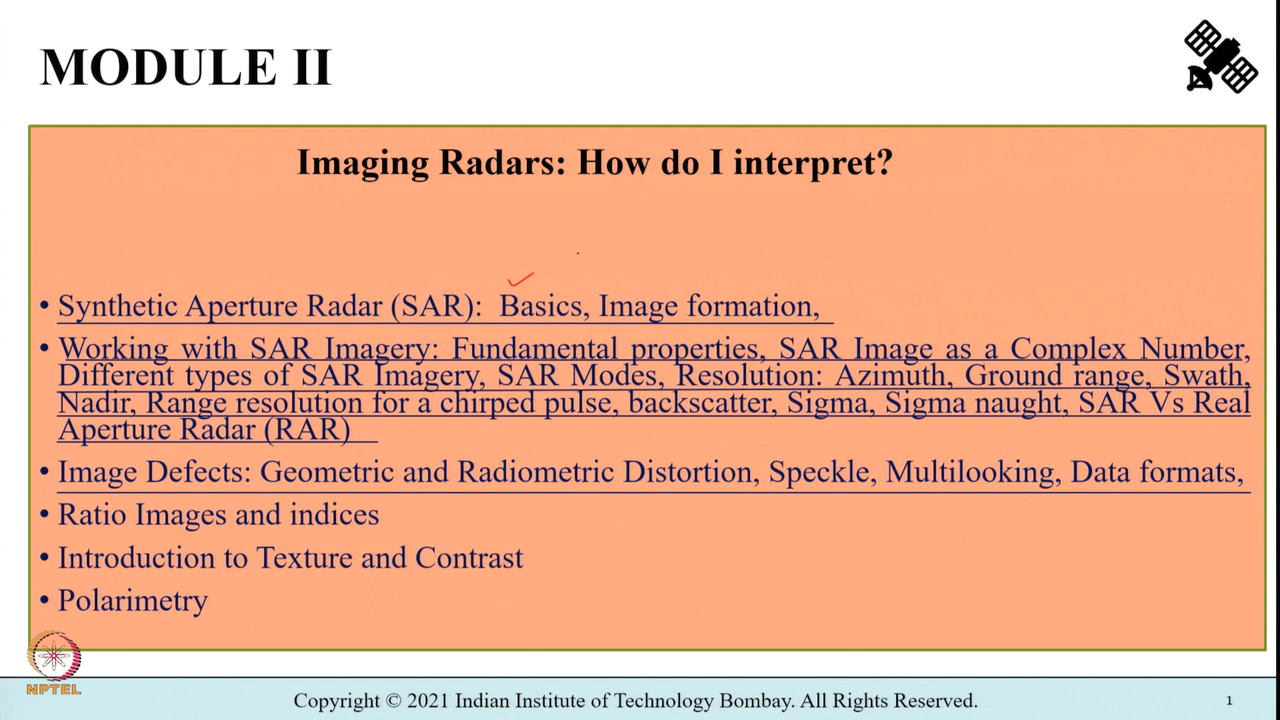 MODULE II
Imaging Radars: How do I interpret?
• Synthetic Aperture Radar (SAR): Basics, Image formation,
• Working with SAR Imagery: Fundamental properties, SAR Image as a Complex Number,
Different types of SAR Imagery, SAR Modes, Resolution: Azimuth, Ground range, Swath,
Nadir, Range resolution for a chirped pulse, backscatter, Sigma, Sigma naught, SAR Vs Real
Aperture Radar (RAR)
• Image Defects: Geometric and Radiometric Distortion, Speckle, Multilooking, Data formats,
• Ratio Images and indices
• Introduction to Texture and Contrast
• Polarimetry
NPTEL
Copyright © 2021 Indian Institute of Technology Bombay. All Rights Reserved.
1